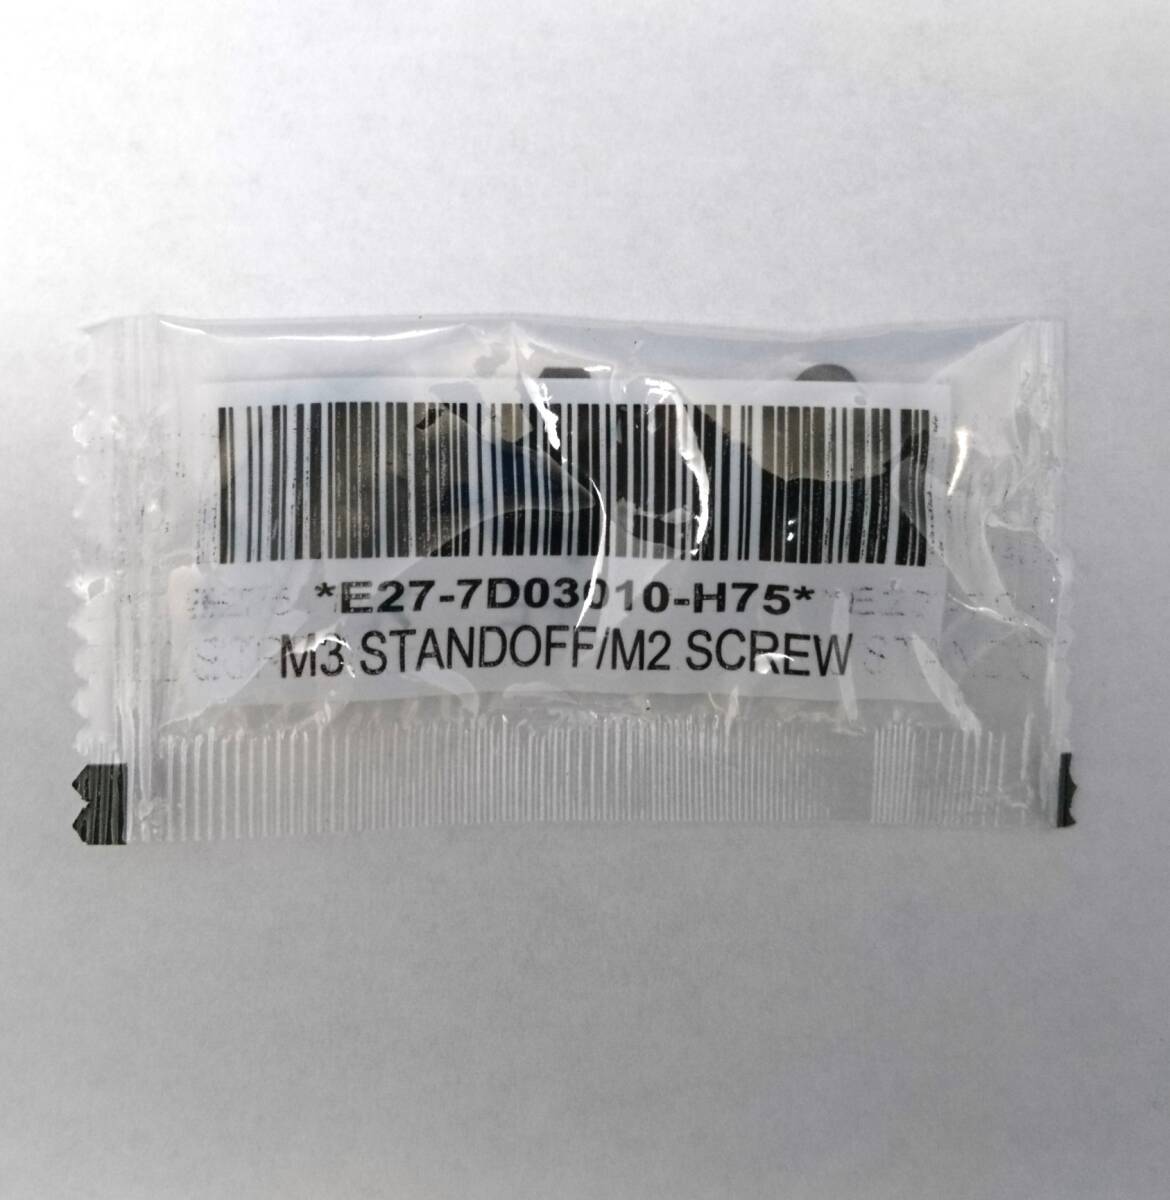 *E27-7D03010-H75*
M3 STANDOFF/M2 SCREW